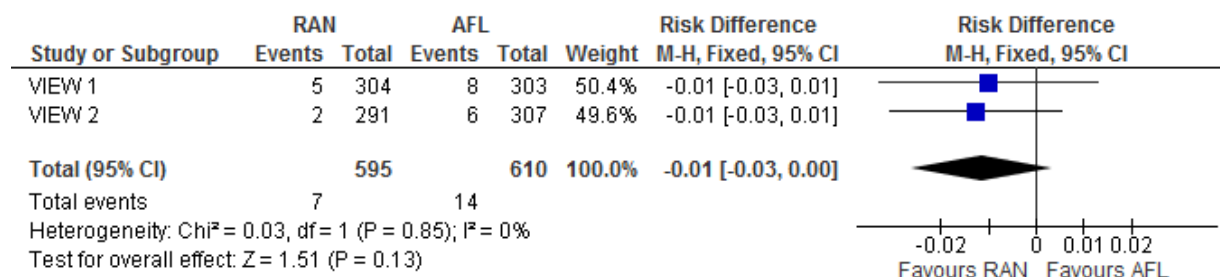 RAN AFL Risk Difference Risk Difference
Study or Subgroup Events Total Events Total Weight M-H, Fixed, 95% CI M-H, Fixed, 95% CI
VIEW 1 5 304 8 303 50.4% -0.01 [-0.03, 0.01]
VIEW 2 2 291 6 307 49.6% -0.01 [-0.03, 0.01]
Total (95% CI) 595 610 100.0% -0.01 [-0.03, 0.00]
Total events 7 14
Heterogeneity: Chi² = 0.03, df = 1 (P = 0.85); I² = 0%
Test for overall effect: Z = 1.51 (P = 0.13)
-0.02 0 0.01 0.02
Favours RAN Favours AFL